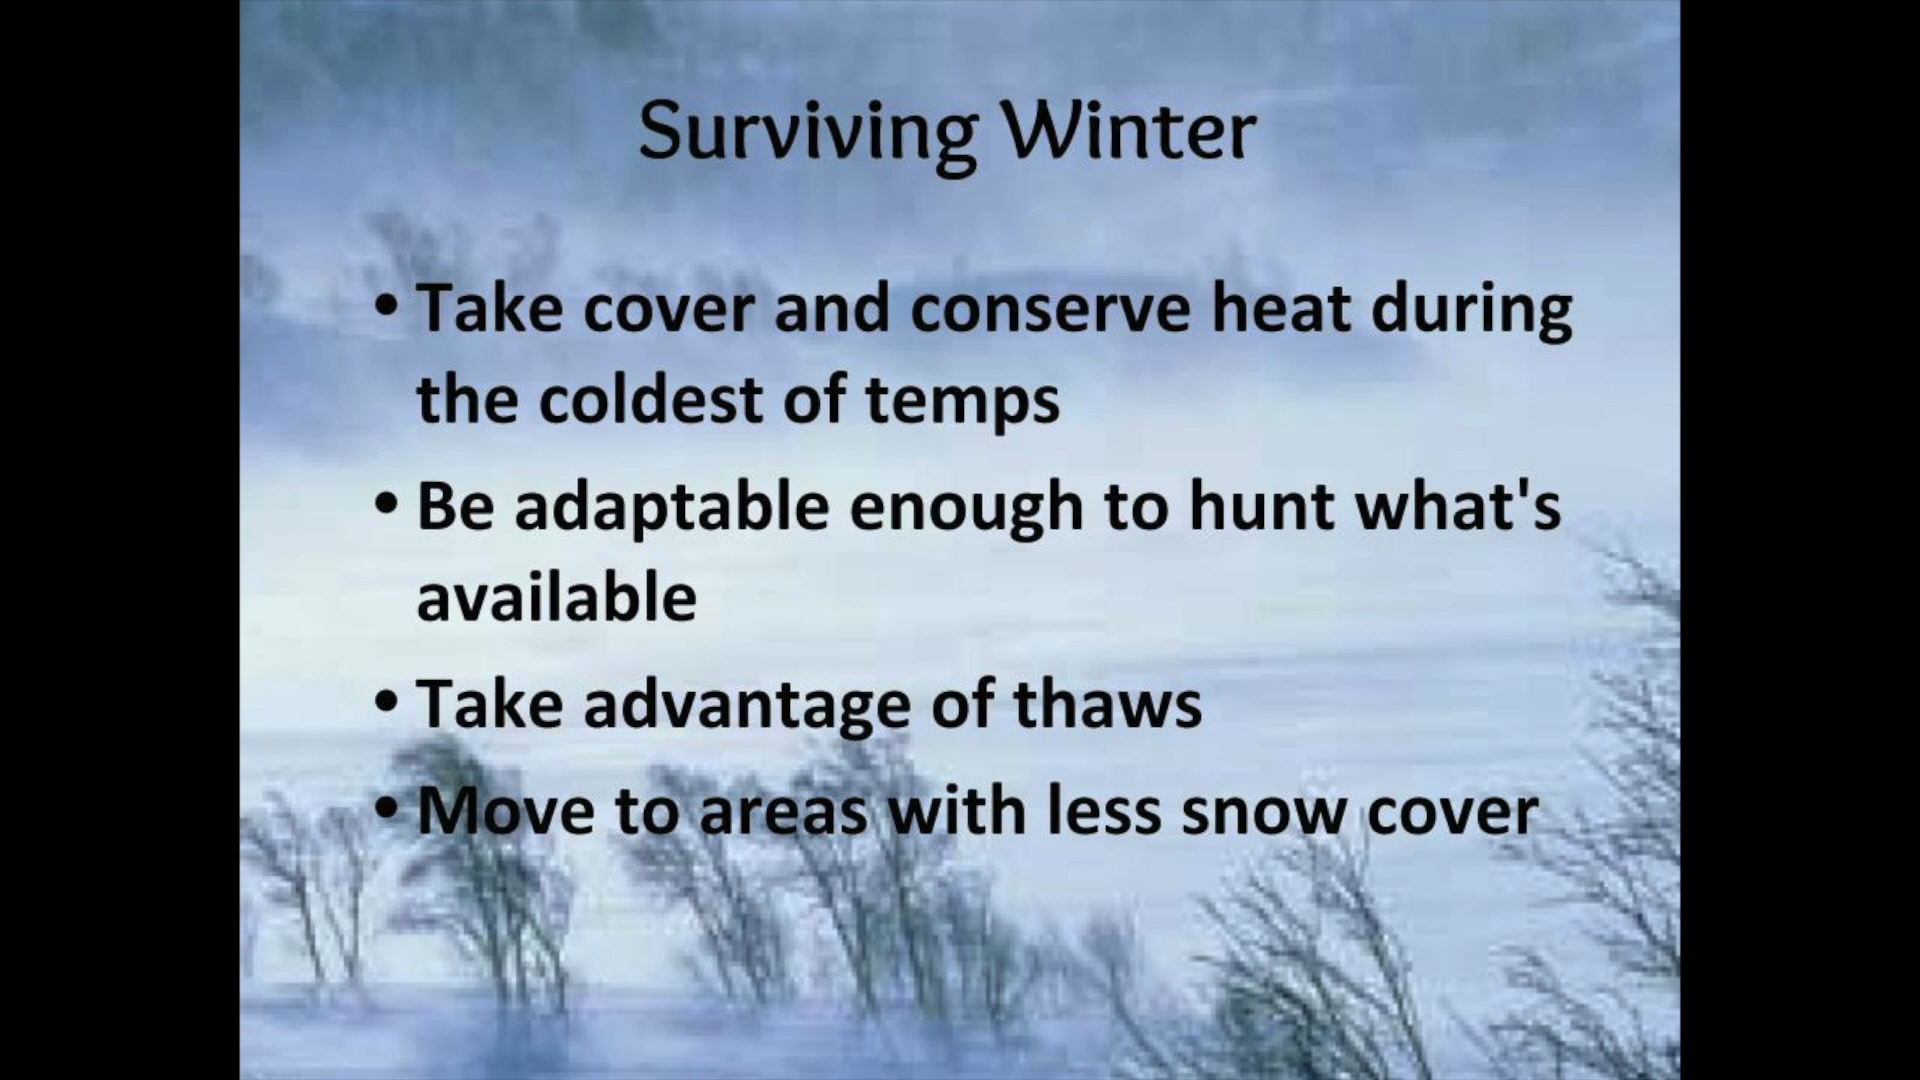 Surviving Winter
• Take cover and conserve heat during
the coldest of temps
• Be adaptable enough to hunt what's
available
• Take advantage of thaws
• Move to areas with less snow cover